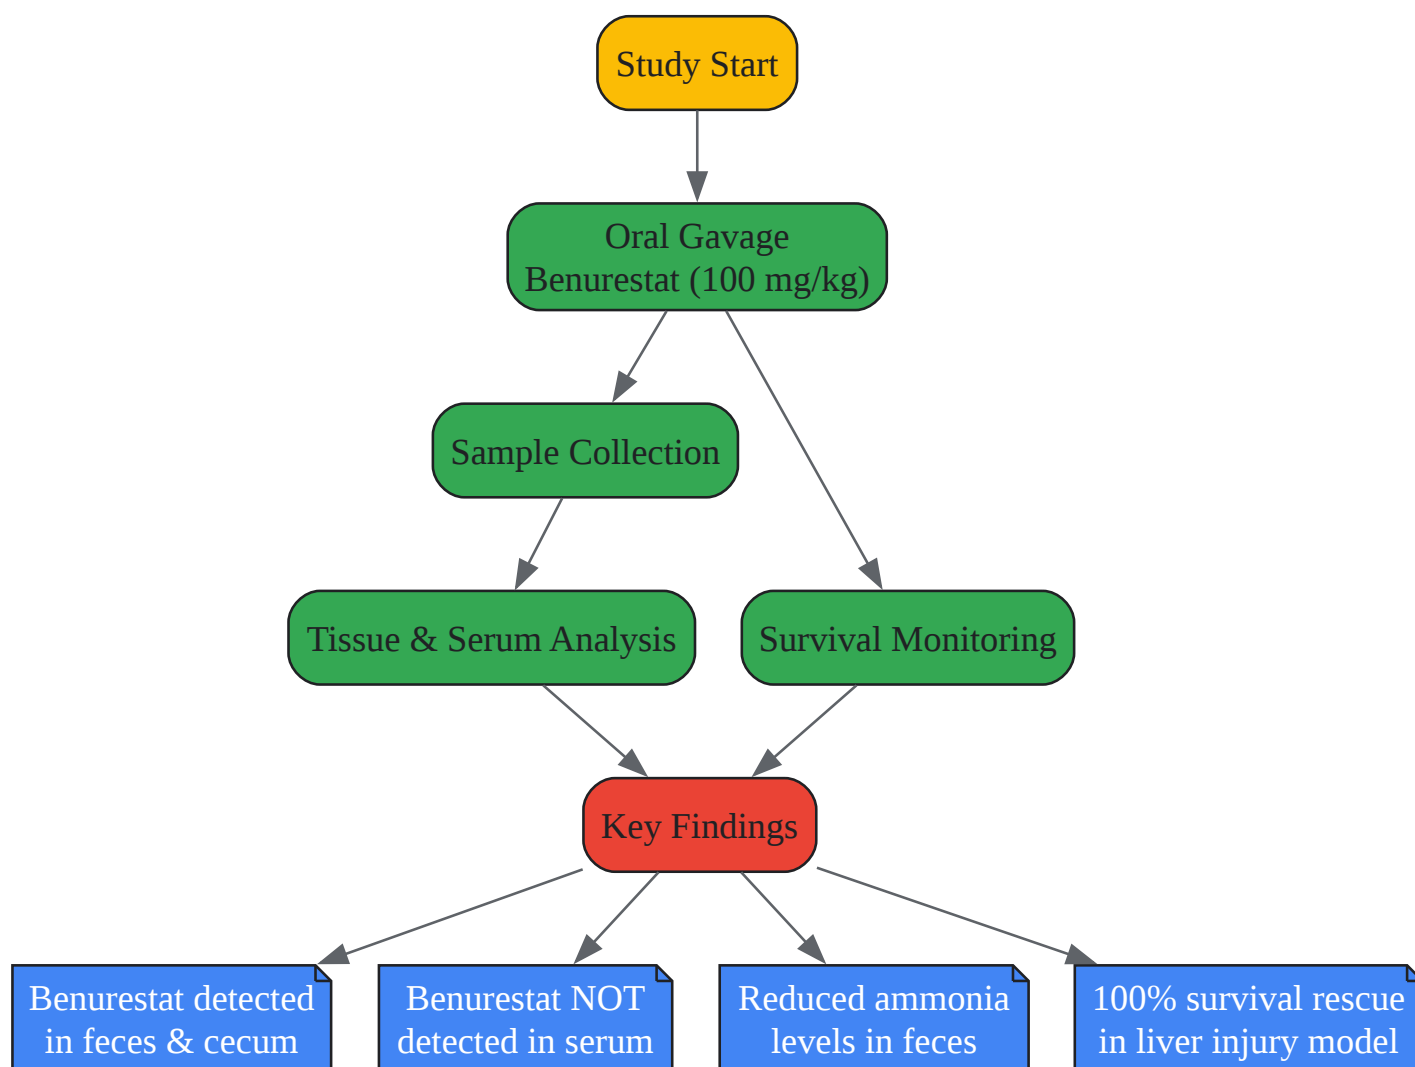 Study Start
Oral Gavage
Benurestat (100 mg/kg)
Sample Collection
Tissue & Serum Analysis
Survival Monitoring
Key Findings
Benurestat detected
in feces & cecum
Benurestat NOT
detected in serum
Reduced ammonia
levels in feces
100% survival rescue
in liver injury model